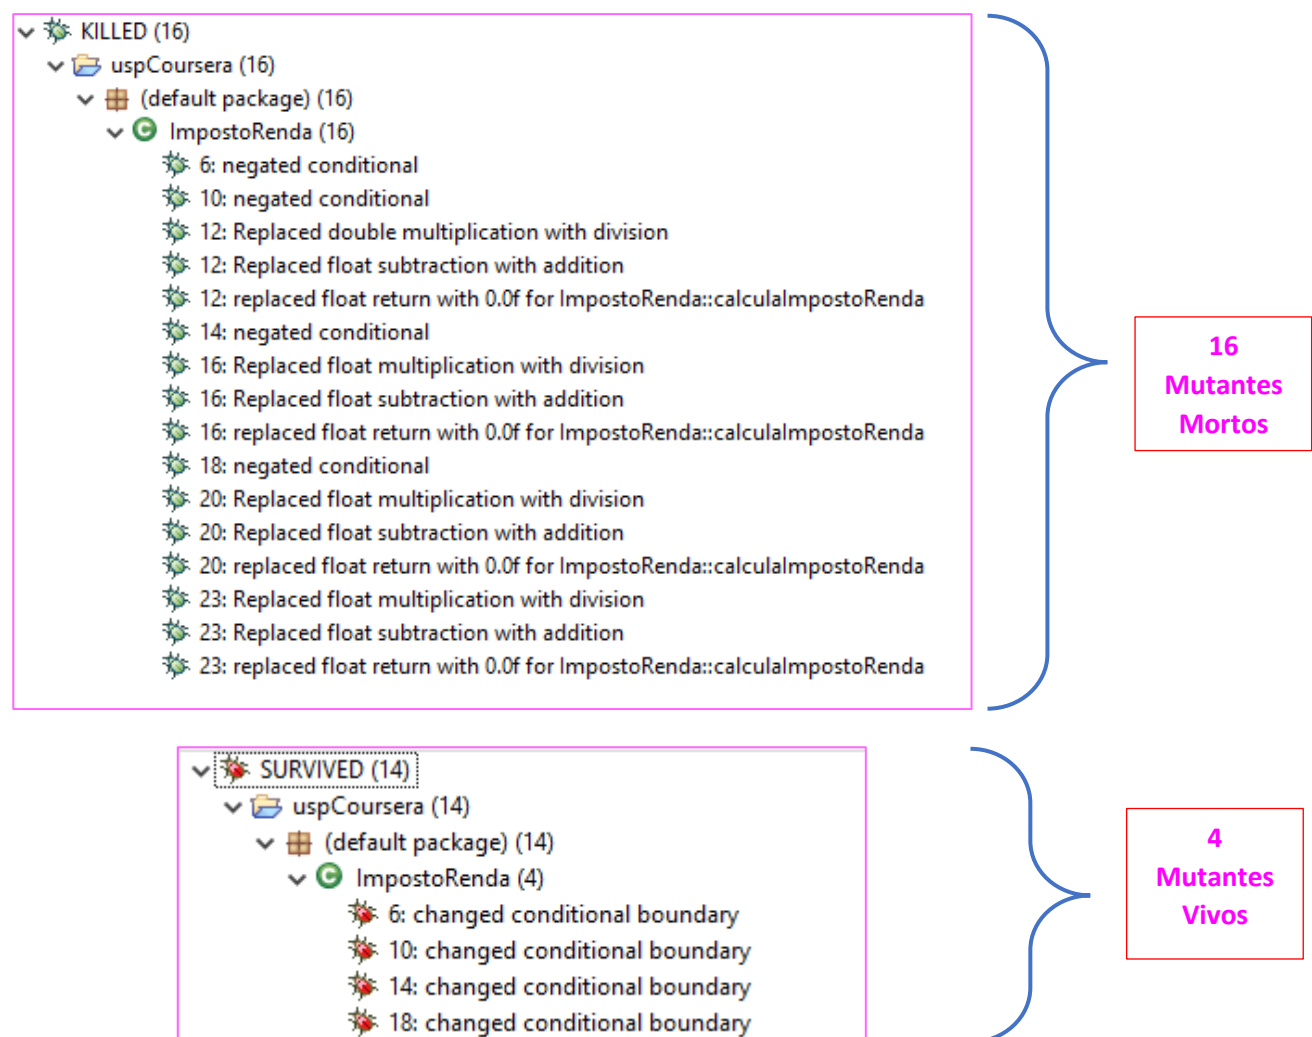 KILLED (16)
uspCoursera (16)
(default package) (16)
ImpostoRenda (16)
6: negated conditional
10: negated conditional
12: Replaced double multiplication with division
12: Replaced float subtraction with addition
12: replaced float return with 0.0f for ImpostoRenda::calculaImpostoRenda
14: negated conditional
16: Replaced float multiplication with division
16: Replaced float subtraction with addition
16: replaced float return with 0.0f for ImpostoRenda::calculaImpostoRenda
18: negated conditional
20: Replaced float multiplication with division
20: Replaced float subtraction with addition
20: replaced float return with 0.0f for ImpostoRenda::calculaImpostoRenda
23: Replaced float multiplication with division
23: Replaced float subtraction with addition
23: replaced float return with 0.0f for ImpostoRenda::calculaImpostoRenda
16
Mutantes
Mortos
SURVIVED (14)
uspCoursera (14)
(default package) (14)
ImpostoRenda (4)
6: changed conditional boundary
10: changed conditional boundary
14: changed conditional boundary
18: changed conditional boundary
4
Mutantes
Vivos